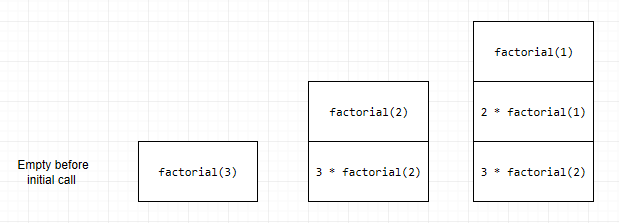 Empty before
initial call
factorial(3)
factorial(2)
3 * factorial(2)
factorial(1)
2 * factorial(1)
3 * factorial(2)